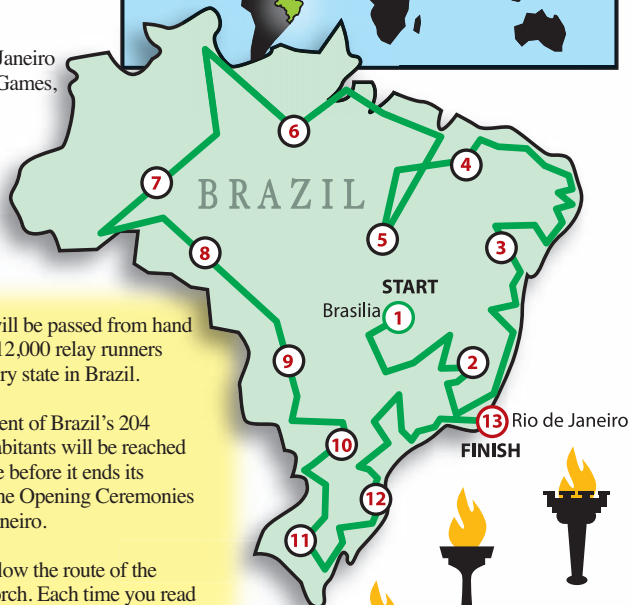 Janeiro
Games,
BRAZIL
6
4
7
5
3
8
START
Brasilia
1
will be passed from hand
12,000 relay runners
ry state in Brazil.
9
2
ent of Brazil's 204
abitants will be reached
e before it ends its
he Opening Ceremonies
neiro.
13 Rio de Janeiro
FINISH
10
12
11
low the route of the
orch. Each time you read